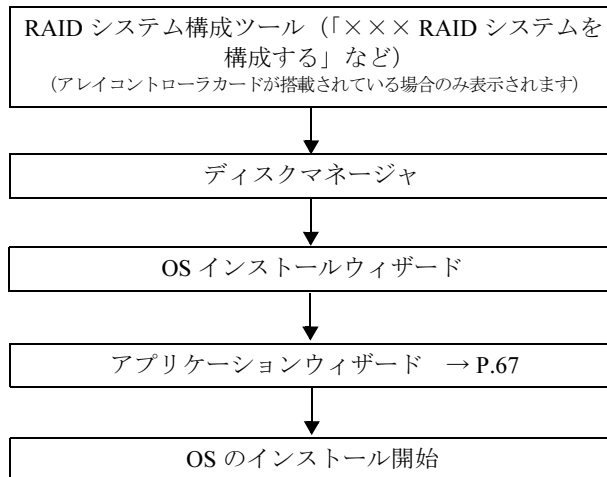 RAID システム構成ツール（「××× RAID システムを
構成する」など）
（アレイコントローラカードが搭載されている場合のみ表示されます）
ディスクマネージャ
OS インストールウィザード
アプリケーションウィザード　→ P.67
OS のインストール開始